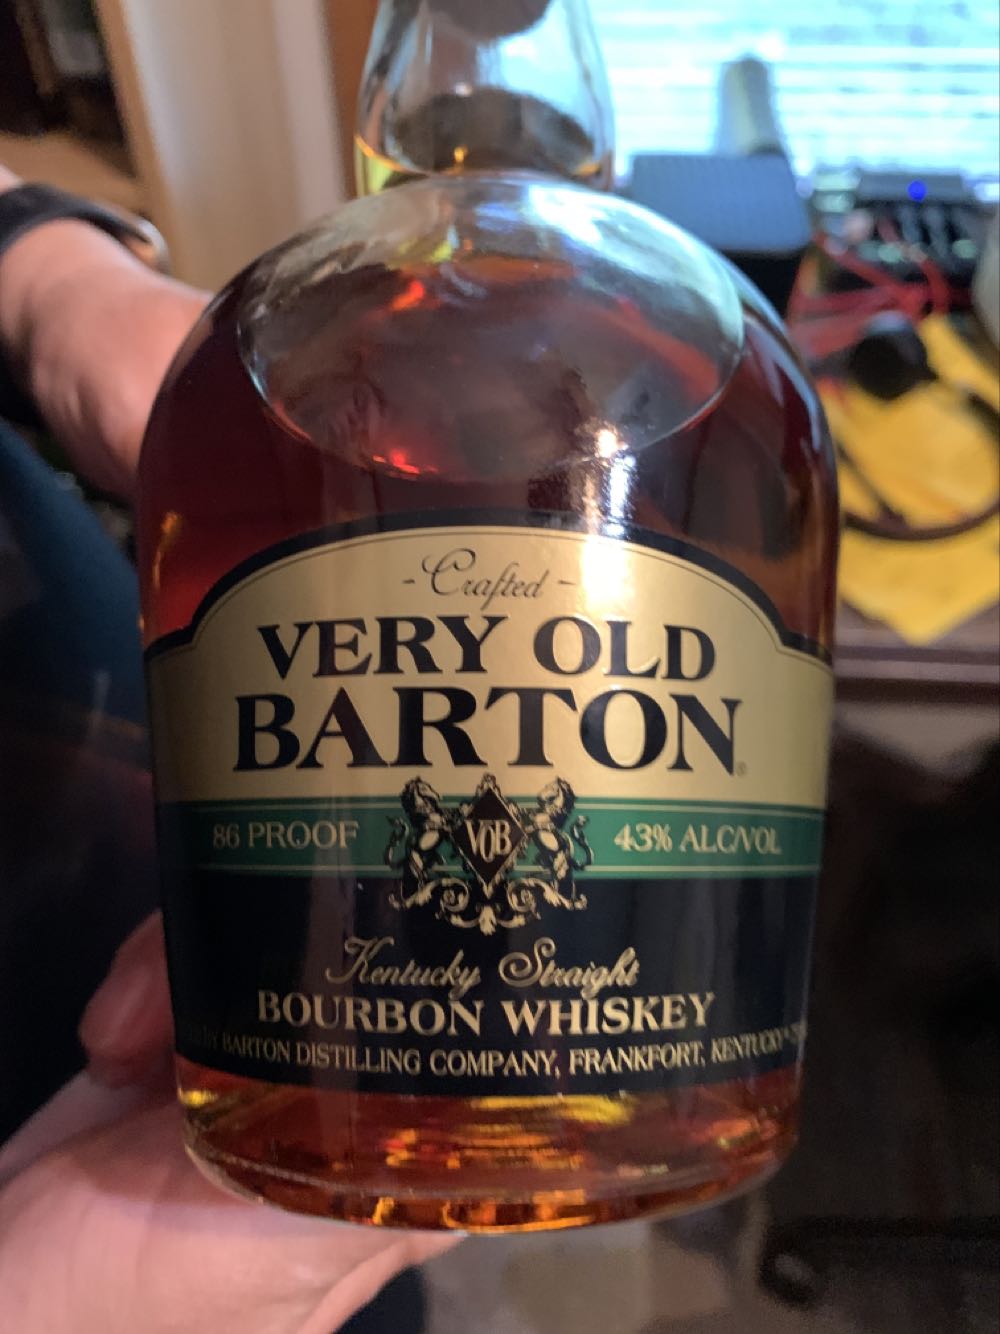 - Crafted -
VERY OLD
BARTON®
86 PROOF
VOB
43% ALC/VOL
Kentucky Straight
BOURBON WHISKEY
BY BARTON DISTILLING COMPANY, FRANKFORT, KENTUCKY